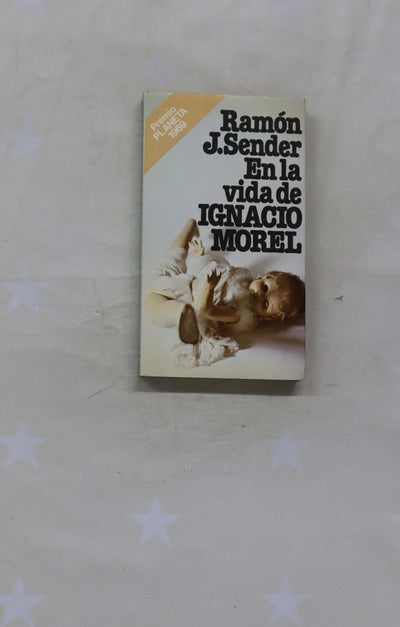 Premio
PLANETA
1969
Ramón
J. Sender
En la
vida de
IGNACIO
MOREL